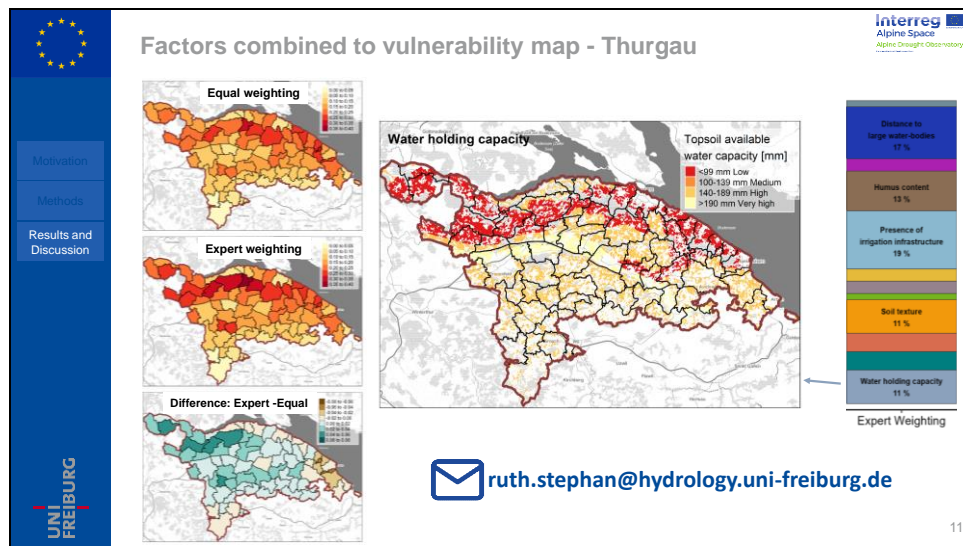 Factors combined to vulnerability map - Thurgau
Interreg
Alpine Space
Alpine Drought Observatory
Motivation
Methods
Results and
Discussion
UNI
FREIBURG
Equal weighting
Expert weighting
Difference: Expert -Equal
Water holding capacity
Topsoil available
water capacity [mm]
<99 mm Low
100-139 mm Medium
140-189 mm High
>190 mm Very high
Distance to
large water-bodies
17 %
Humus content
13 %
Presence of
irrigation infrastructure
19 %
Soil texture
11 %
Water holding capacity
11 %
Expert Weighting
ruth.stephan@hydrology.uni-freiburg.de
11